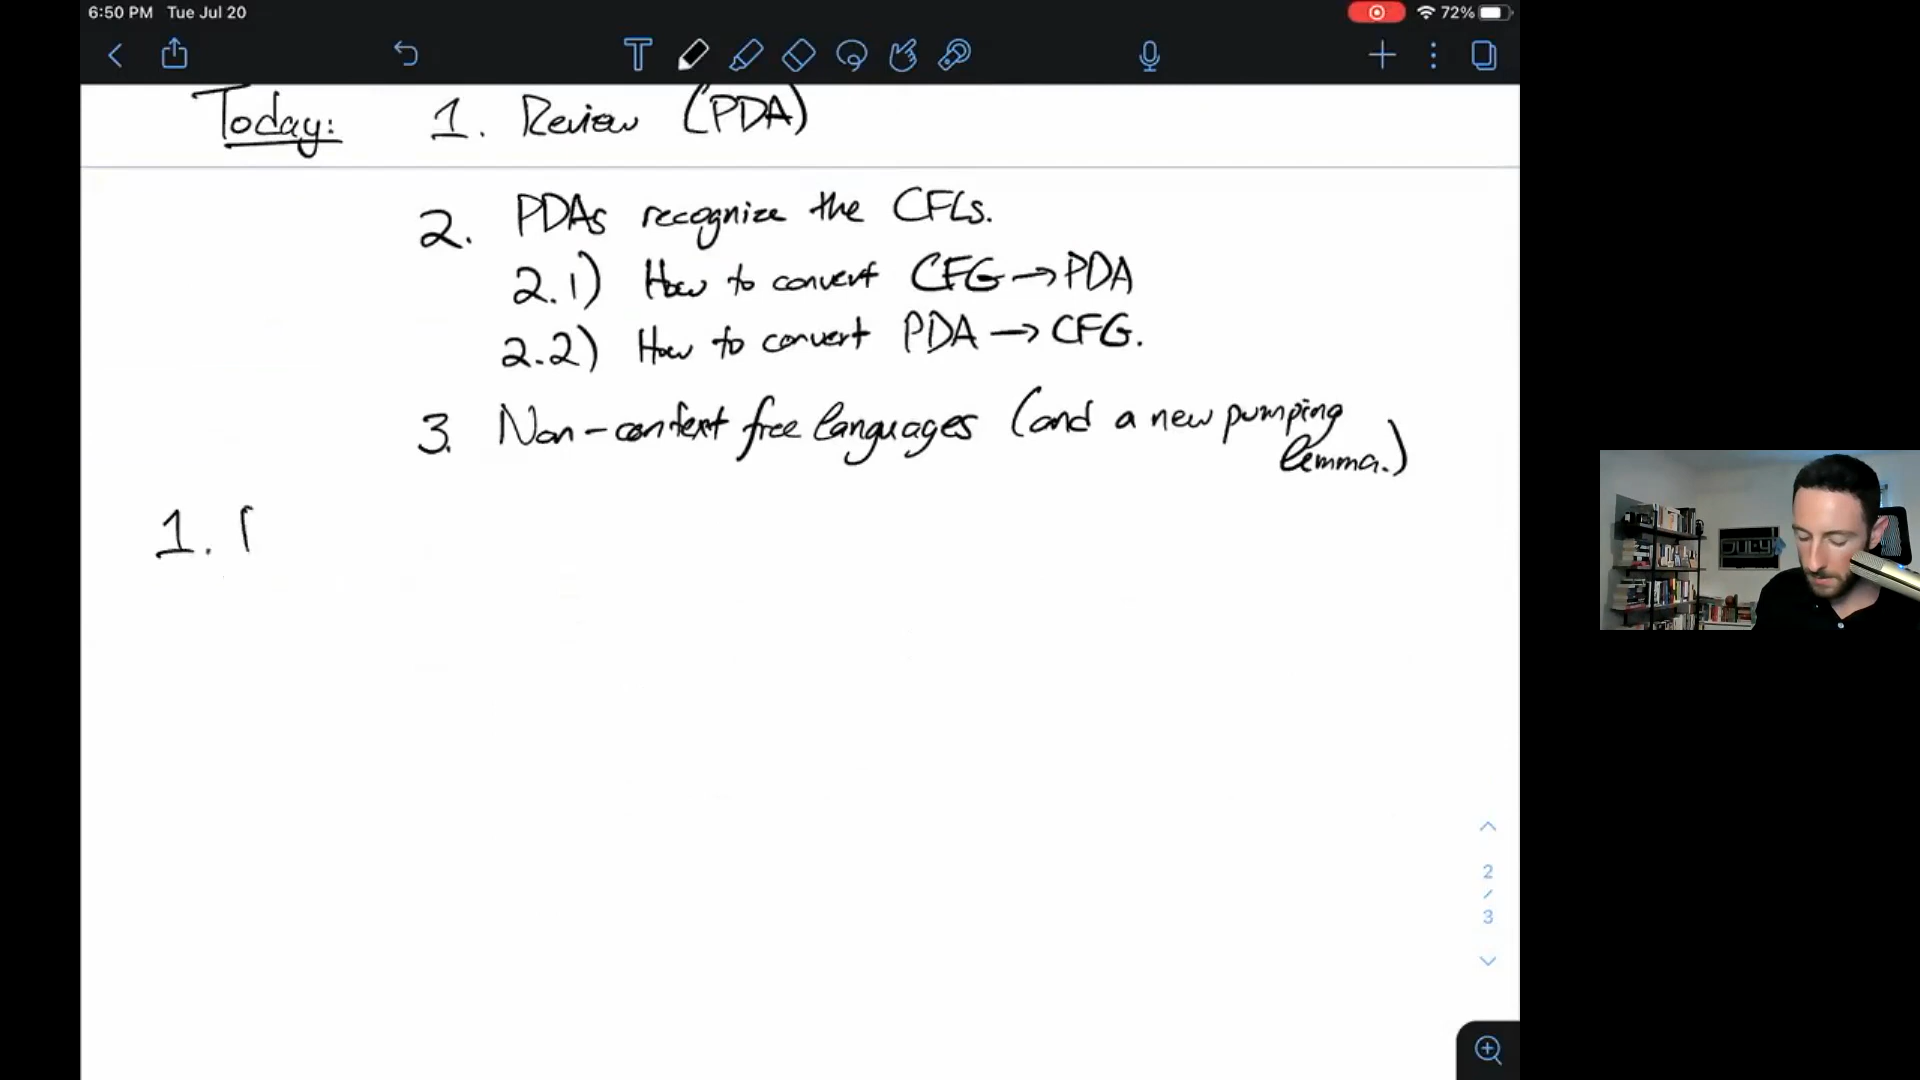 6:50 PM Tue Jul 20
72%
Today: 1. Review (PDA)
2. PDAs recognize the CFLs.
2.1) How to convert CFG → PDA
2.2) How to convert PDA → CFG.
3. Non-context free languages (and a new pumping
lemma.)
1.
2
/
3